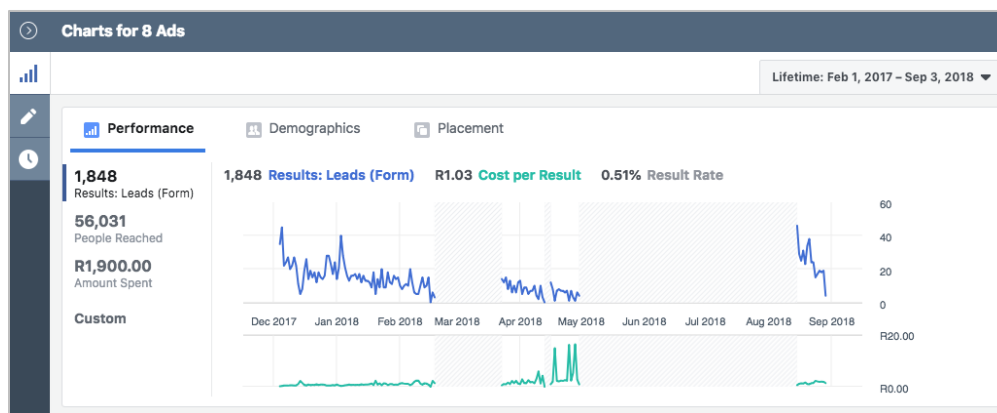 Charts for 8 Ads
Lifetime: Feb 1, 2017 – Sep 3, 2018
Performance Demographics Placement
1,848
Results: Leads (Form)
56,031
People Reached
R1,900.00
Amount Spent
Custom
1,848 Results: Leads (Form) R1.03 Cost per Result 0.51% Result Rate
60
40
20
0
Dec 2017 Jan 2018 Feb 2018 Mar 2018 Apr 2018 May 2018 Jun 2018 Jul 2018 Aug 2018 Sep 2018
R20.00
R0.00